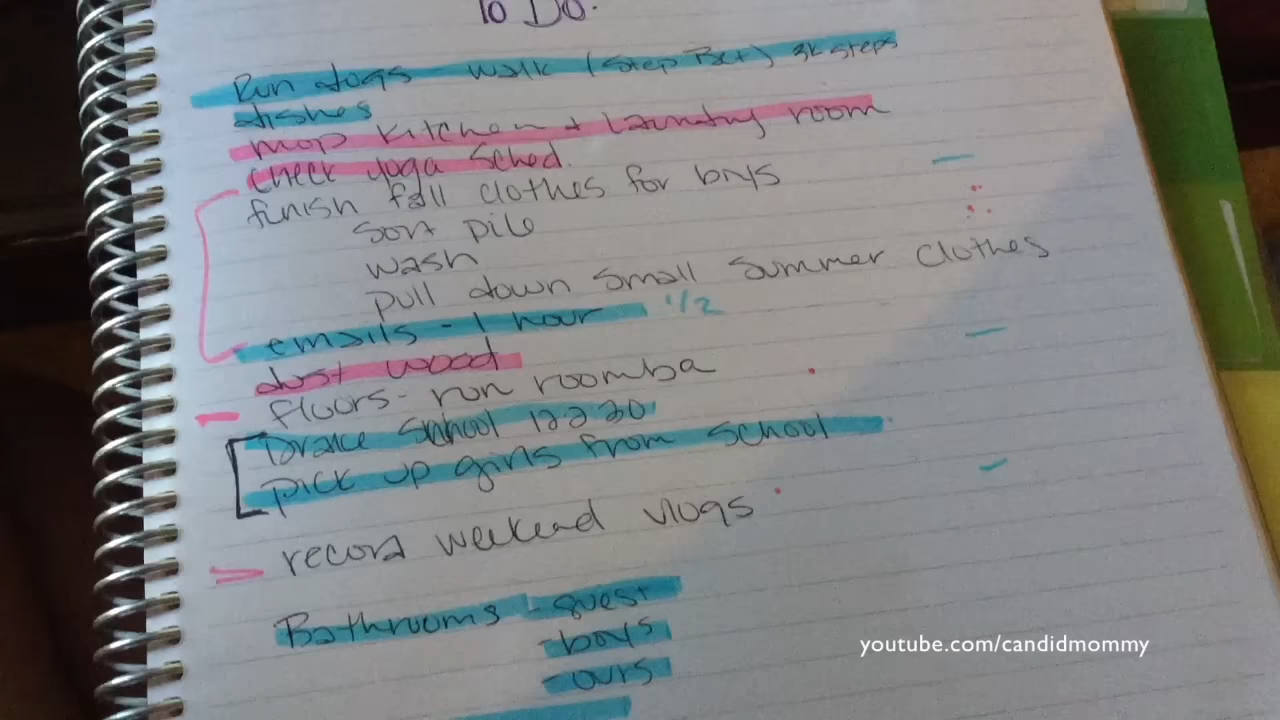 To Do.
Run dogs - walk (Step Bet) 3k steps
dishes
mop kitchen + laundry room
check yoga sched.
finish fall clothes for boys
sort pile
wash
pull down small summer clothes
emails - 1 hour 1/2
dust wood
floors - run roomba
school 12
pick up girls from school
record weekend vlogs
Bathrooms - guest
- boys
- ours
youtube.com/candidmommy